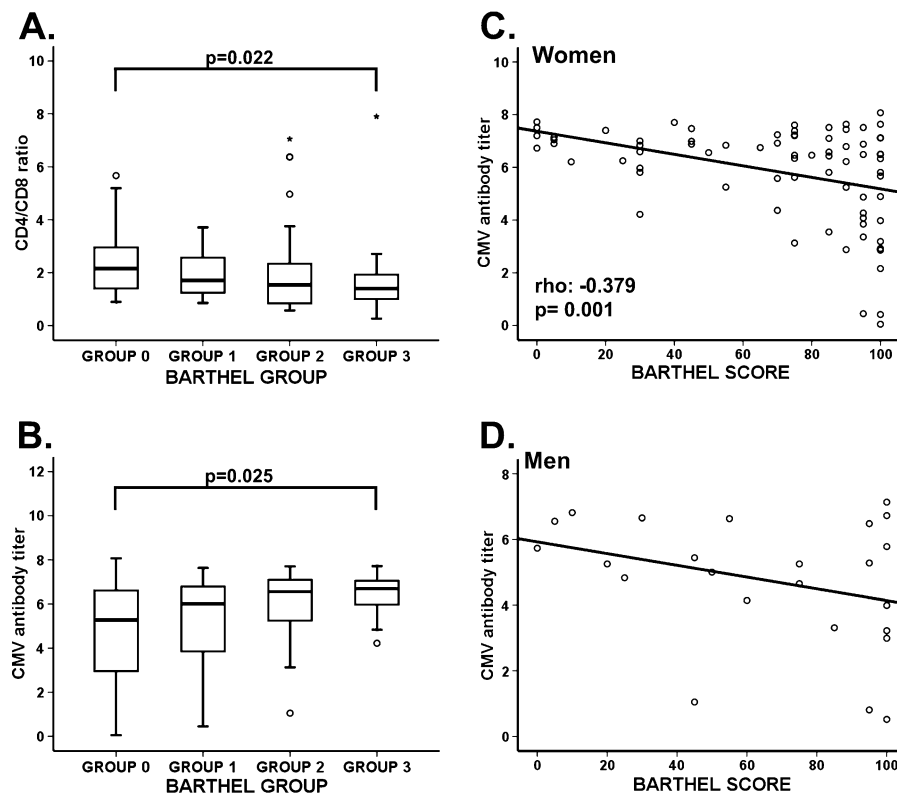 A.
p=0.022
10
8
6
4
2
0
CD4/CD8 ratio
*
*
GROUP 0 GROUP 1 GROUP 2 GROUP 3
BARTHEL GROUP
B.
p=0.025
12
10
8
6
4
2
0
CMV antibody titer
GROUP 0 GROUP 1 GROUP 2 GROUP 3
BARTHEL GROUP
C.
Women
10
8
6
4
2
0
CMV antibody titer
rho: -0.379
p= 0.001
0 20 40 60 80 100
BARTHEL SCORE
D.
Men
8
6
4
2
0
CMV antibody titer
0 20 40 60 80 100
BARTHEL SCORE